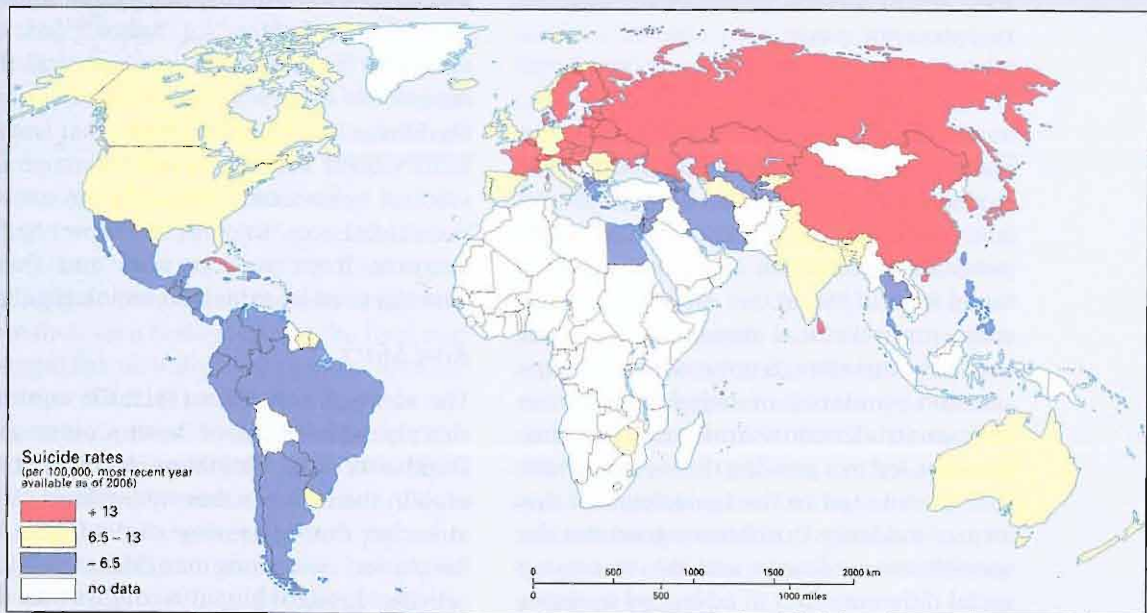 Suicide rates
(per 100,000, most recent year
available as of 2006)
+ 13
6.5 - 13
- 6.5
no data
0 500 1000 1500 2000 km
0 500 1000 miles